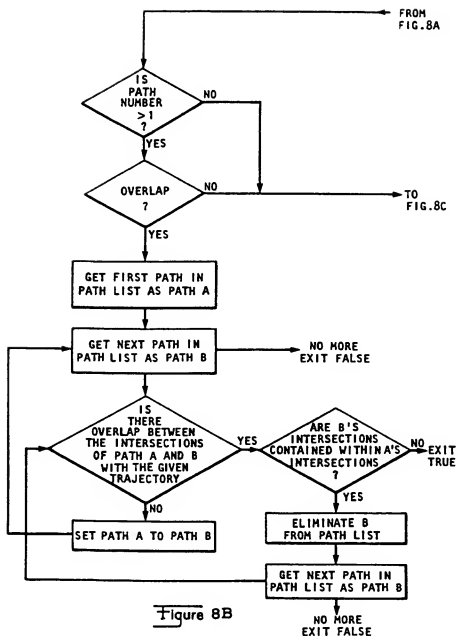 FROM
FIG.8A
IS
PATH
NUMBER
>1
?
NO
YES
OVERLAP
?
NO
TO
FIG.8C
YES
GET FIRST PATH IN
PATH LIST AS PATH A
GET NEXT PATH IN
PATH LIST AS PATH B
NO MORE
EXIT FALSE
IS
THERE
OVERLAP BETWEEN
THE INTERSECTIONS
OF PATH A AND B
WITH THE GIVEN
TRAJECTORY
YES
ARE B'S
INTERSECTIONS
CONTAINED WITHIN A'S
INTERSECTIONS
?
NO
EXIT
TRUE
NO
YES
SET PATH A TO PATH B
ELIMINATE B
FROM PATH LIST
GET NEXT PATH IN
PATH LIST AS PATH B
NO MORE
EXIT FALSE
Figure 8B